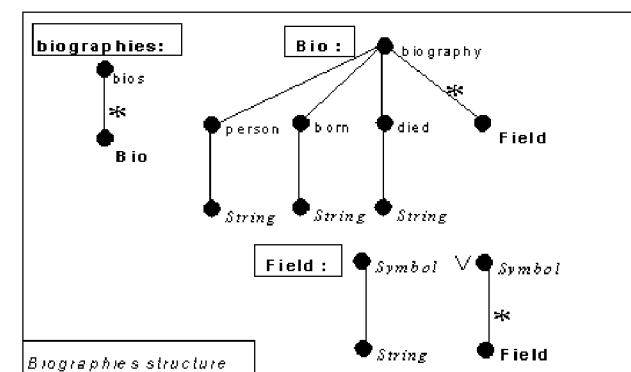 biographies:
Bio :
biography
bios
*
*
person
born
died
Field
Bio
String
String
String
Field :
Symbol
V
Symbol
*
String
Field
Biographies structure